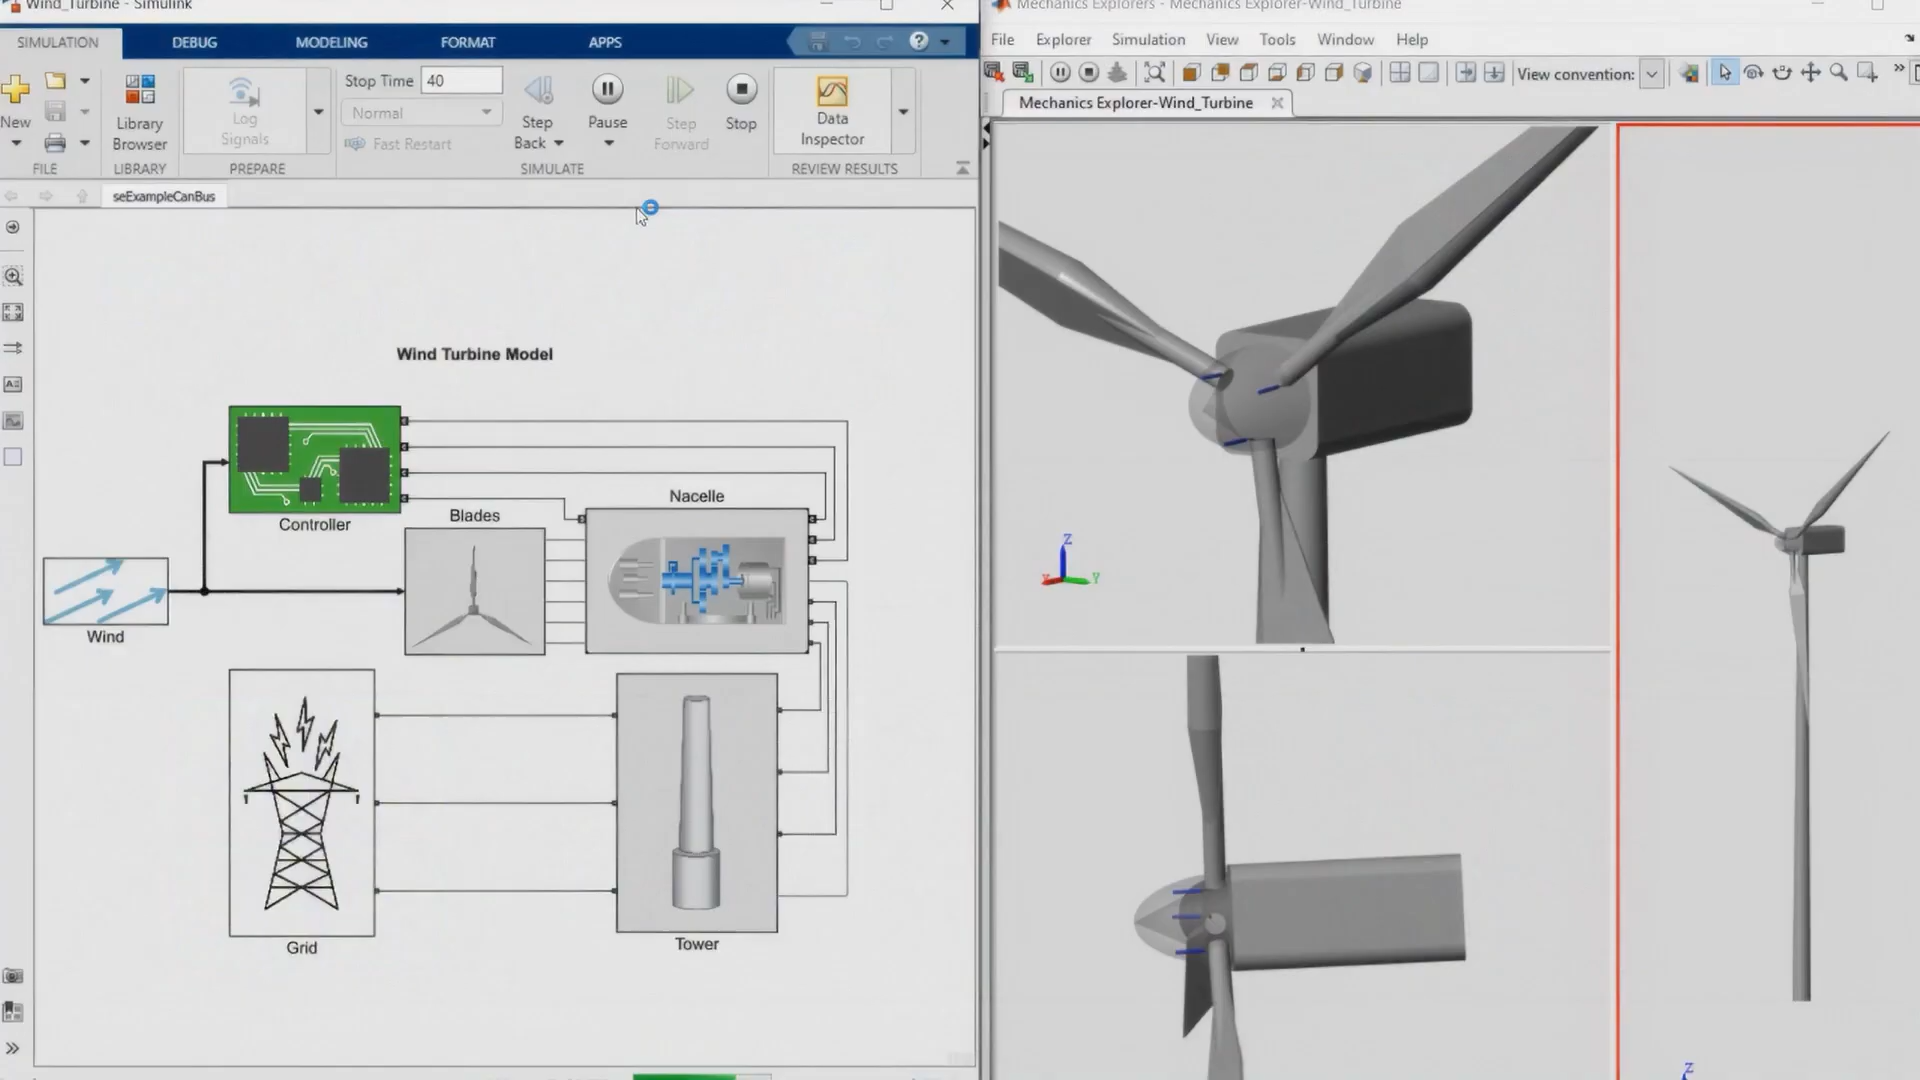 Wind_Turbine - Simulink
SIMULATION
DEBUG
MODELING
FORMAT
APPS
?
New
Library
Browser
Log
Signals
Stop Time
40
Normal
Fast Restart
Step
Back
Pause
Step
Forward
Stop
Data
Inspector
FILE
LIBRARY
PREPARE
SIMULATE
REVIEW RESULTS
seExampleCanBus
Wind Turbine Model
Controller
Blades
Nacelle
Wind
Grid
Tower
Mechanics Explorers - Mechanics Explorer-Wind_Turbine
File
Explorer
Simulation
View
Tools
Window
Help
View convention:
Mechanics Explorer-Wind_Turbine
Z
X
Y
Z